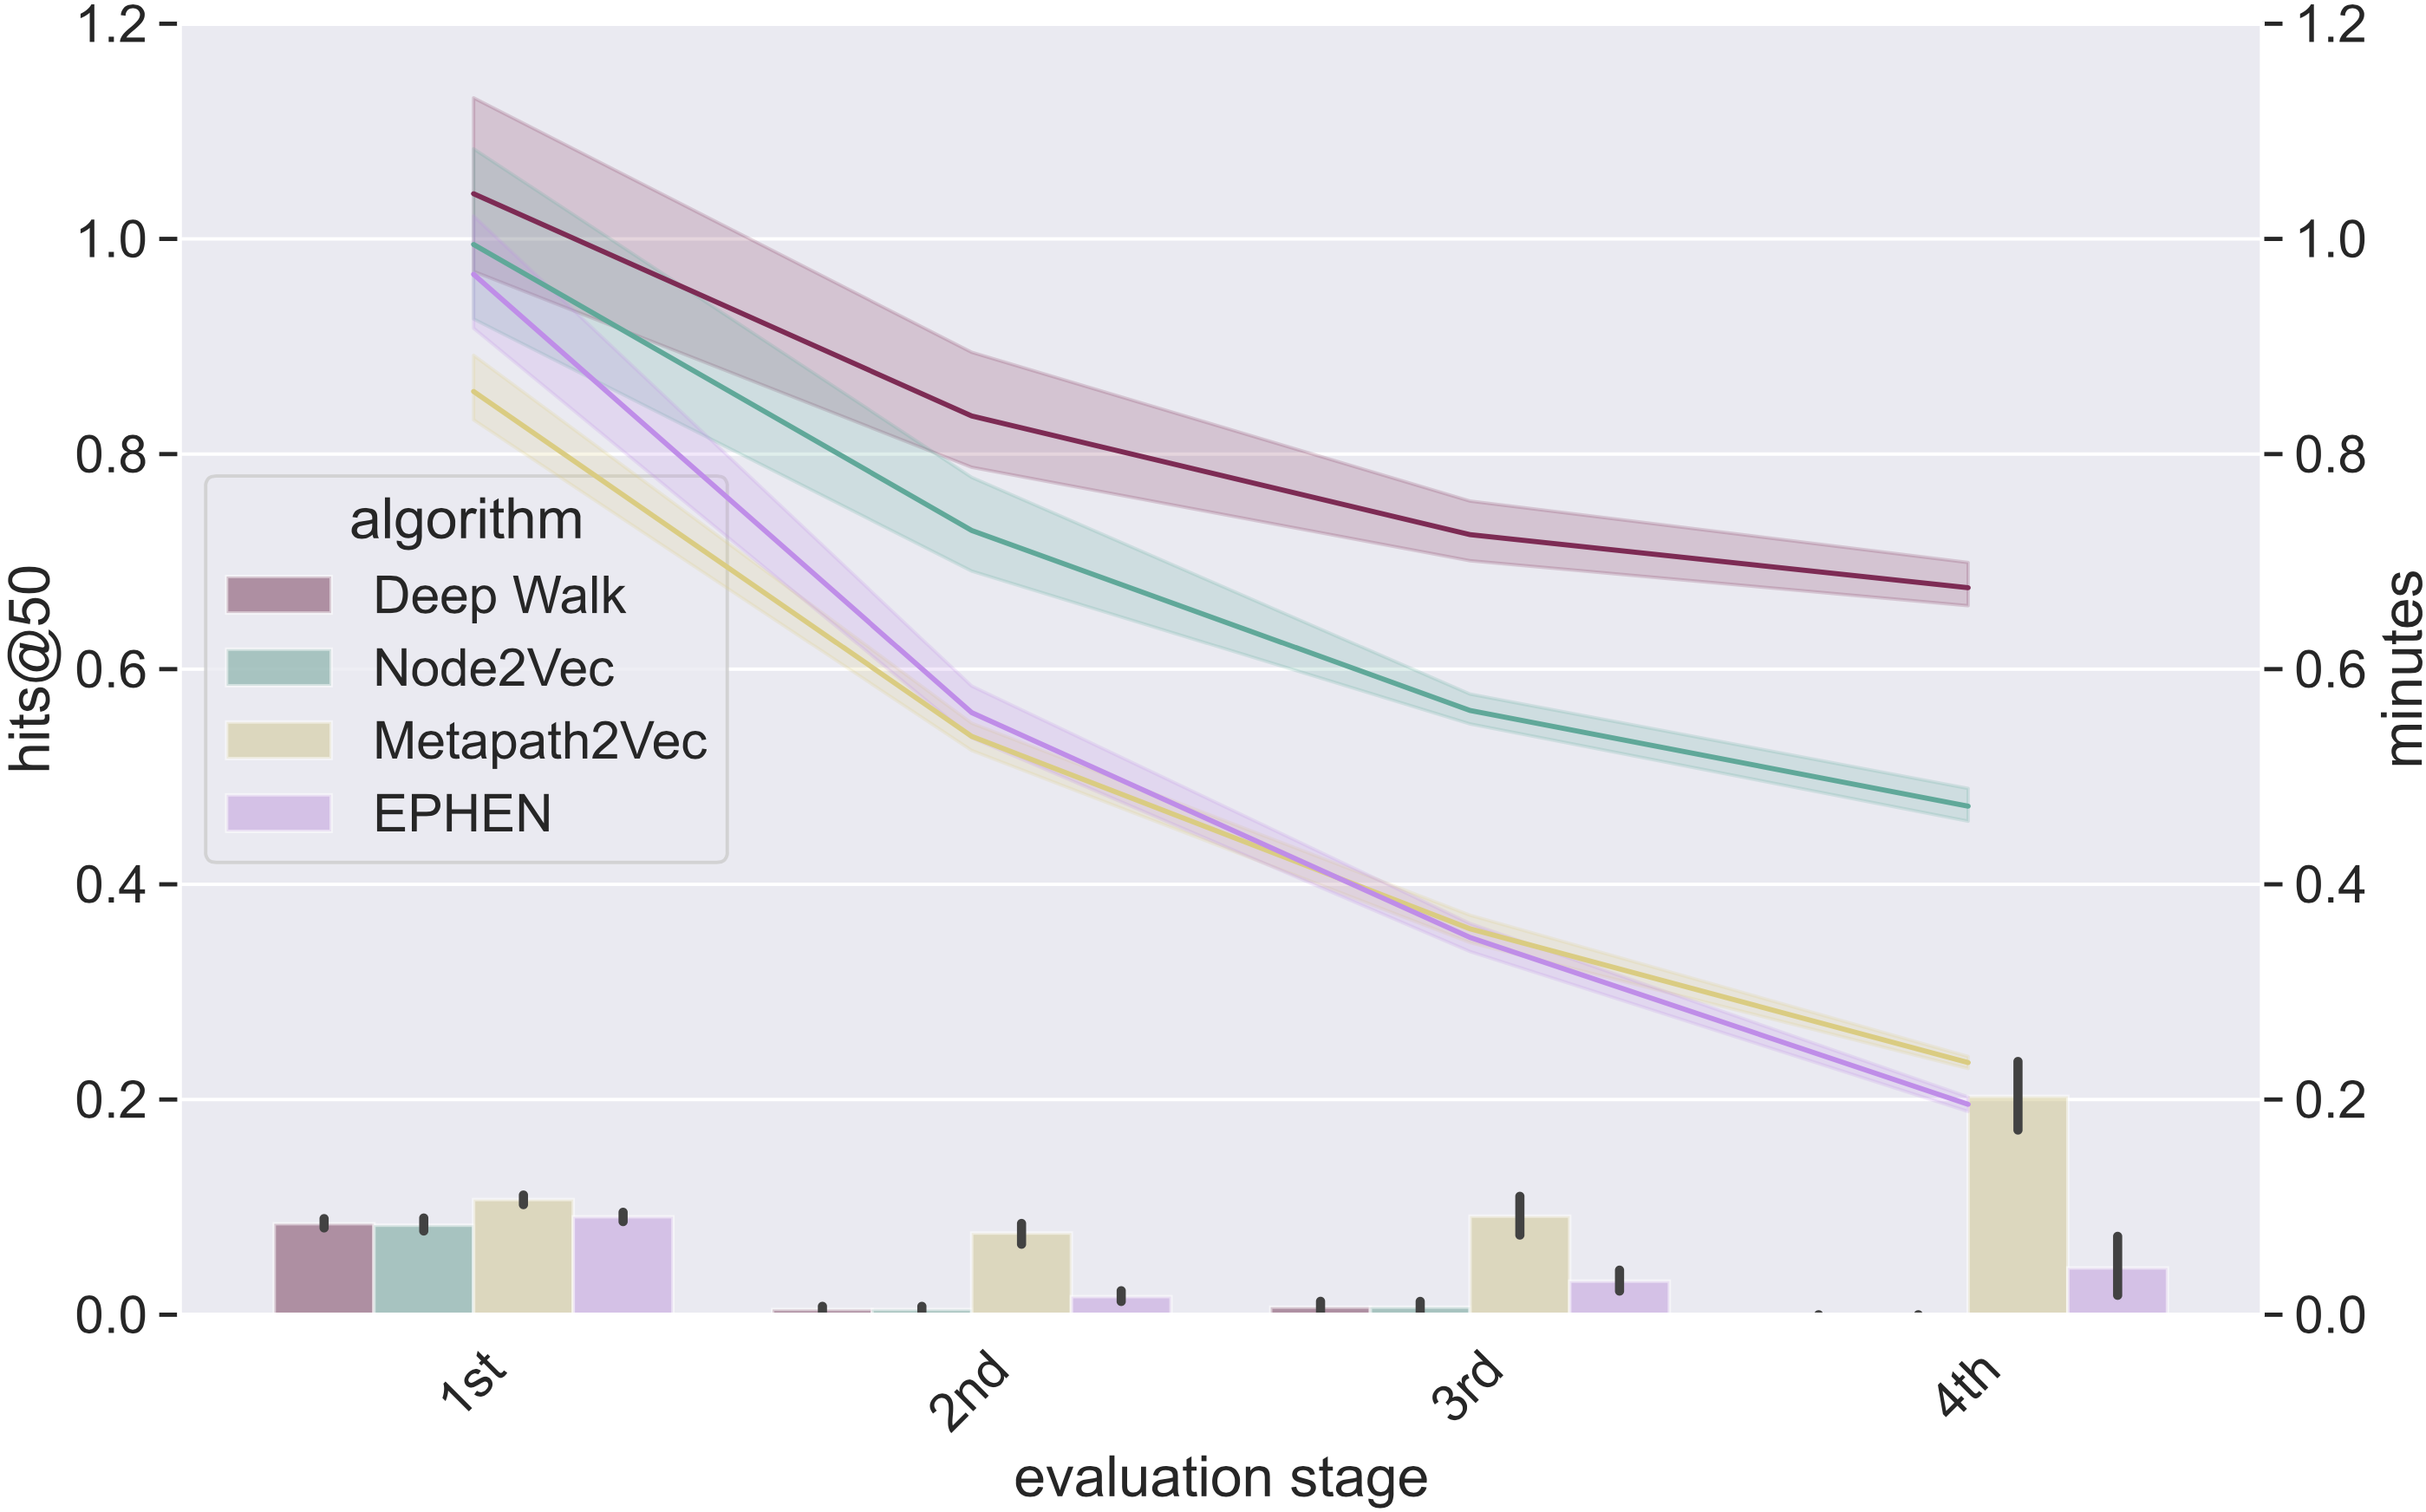 1.2
1.0
0.8
0.6
0.4
0.2
0.0
hits@50
algorithm
Deep Walk
Node2Vec
Metapath2Vec
EPHEN
1.2
1.0
0.8
0.6
0.4
0.2
0.0
minutes
1st
2nd
3rd
4th
evaluation stage